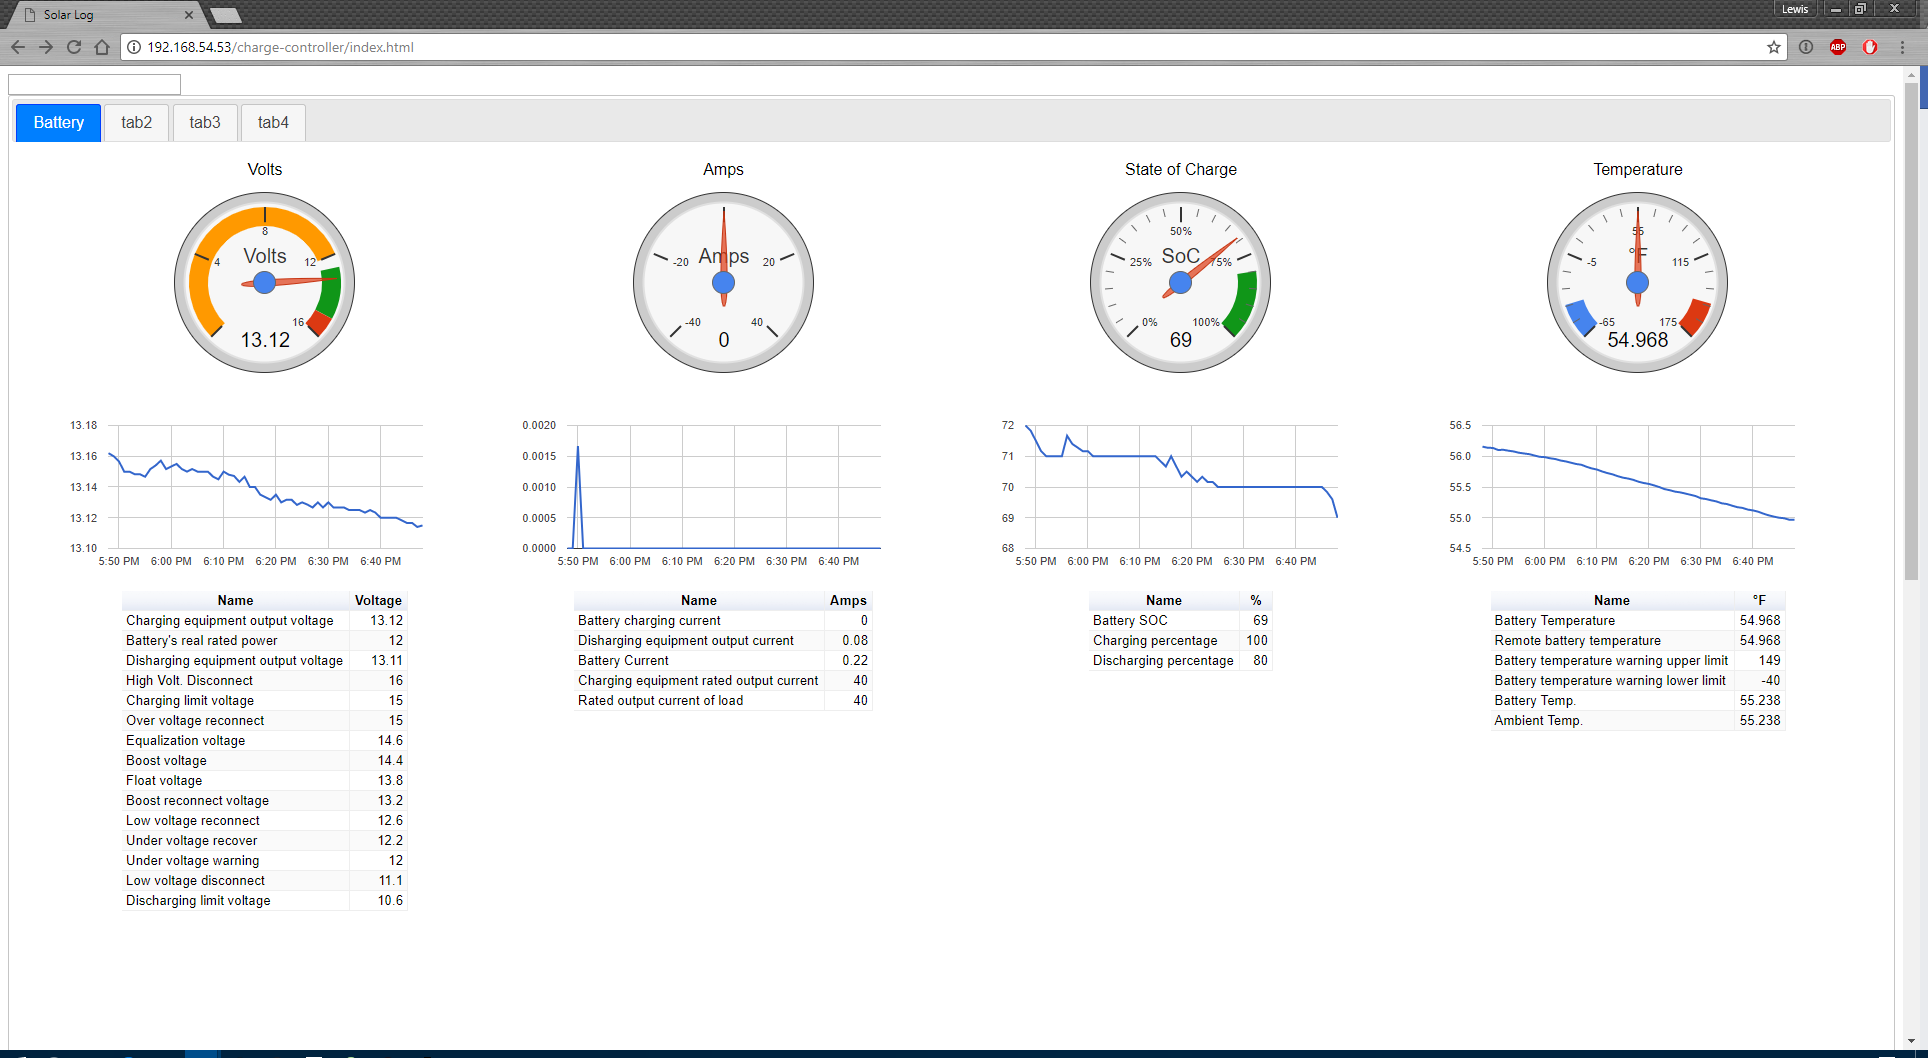 Solar Log
Lewis
192.168.54.53/charge-controller/index.html
ABP
Battery tab2 tab3 tab4
Volts Amps State of Charge Temperature
8
Volts
4 12
16
13.12
Amps
-20 20
-40 40
0
50%
SoC
25% 75%
0% 100%
69
55
°F
-5 115
-65 175
54.968
13.18
13.16
13.14
13.12
13.10
5:50 PM 6:00 PM 6:10 PM 6:20 PM 6:30 PM 6:40 PM
0.0020
0.0015
0.0010
0.0005
0.0000
5:50 PM 6:00 PM 6:10 PM 6:20 PM 6:30 PM 6:40 PM
72
71
70
69
68
5:50 PM 6:00 PM 6:10 PM 6:20 PM 6:30 PM 6:40 PM
56.5
56.0
55.5
55.0
54.5
5:50 PM 6:00 PM 6:10 PM 6:20 PM 6:30 PM 6:40 PM
Name Voltage
Charging equipment output voltage 13.12
Battery's real rated power 12
Disharging equipment output voltage 13.11
High Volt. Disconnect 16
Charging limit voltage 15
Over voltage reconnect 15
Equalization voltage 14.6
Boost voltage 14.4
Float voltage 13.8
Boost reconnect voltage 13.2
Low voltage reconnect 12.6
Under voltage recover 12.2
Under voltage warning 12
Low voltage disconnect 11.1
Discharging limit voltage 10.6
Name Amps
Battery charging current 0
Disharging equipment output current 0.08
Battery Current 0.22
Charging equipment rated output current 40
Rated output current of load 40
Name %
Battery SOC 69
Charging percentage 100
Discharging percentage 80
Name °F
Battery Temperature 54.968
Remote battery temperature 54.968
Battery temperature warning upper limit 149
Battery temperature warning lower limit -40
Battery Temp. 55.238
Ambient Temp. 55.238